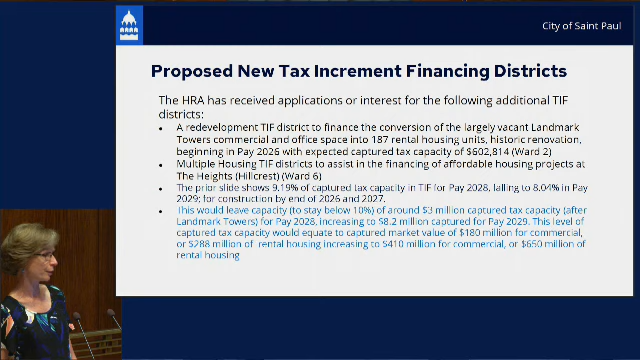 City of Saint Paul
Proposed New Tax Increment Financing Districts
The HRA has received applications or interest for the following additional TIF
districts:
• A redevelopment TIF district to finance the conversion of the largely vacant Landmark
Towers commercial and office space into 187 rental housing units, historic renovation,
beginning in Pay 2026 with expected captured tax capacity of $602,814 (Ward 2)
• Multiple Housing TIF districts to assist in the financing of affordable housing projects at
The Heights (Hillcrest) (Ward 6)
• The prior slide shows 9.19% of captured tax capacity in TIF for Pay 2028, falling to 8.04% in Pay
2029; for construction by end of 2026 and 2027.
• This would leave capacity (to stay below 10%) of around $3 million captured tax capacity (after
Landmark Towers) for Pay 2028, increasing to $8.2 million captured for Pay 2029. This level of
captured tax capacity would equate to captured market value of $180 million for commercial,
or $288 million of rental housing increasing to $410 million for commercial, or $650 million of
rental housing